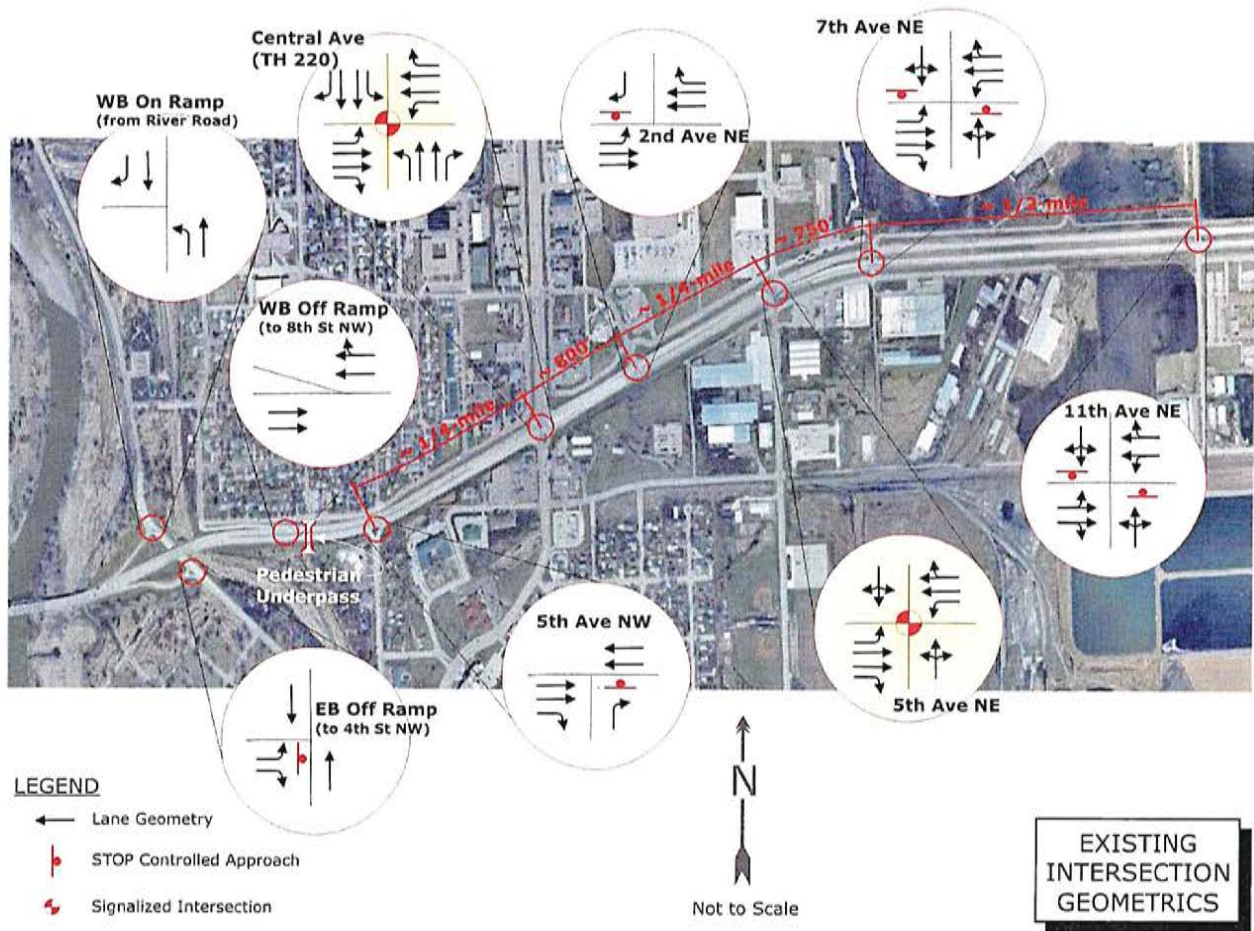 Central Ave
(TH 220)
7th Ave NE
2nd Ave NE
WB On Ramp
(from River Road)
~ 1/2 mile
~ 750'
~ 1/4-mile
~ 600'
~ 1/4-mile
WB Off Ramp
(to 8th St NW)
11th Ave NE
Pedestrian
Underpass
5th Ave NW
5th Ave NE
EB Off Ramp
(to 4th St NW)
LEGEND
Lane Geometry
STOP Controlled Approach
Signalized Intersection
N
Not to Scale
EXISTING
INTERSECTION
GEOMETRICS